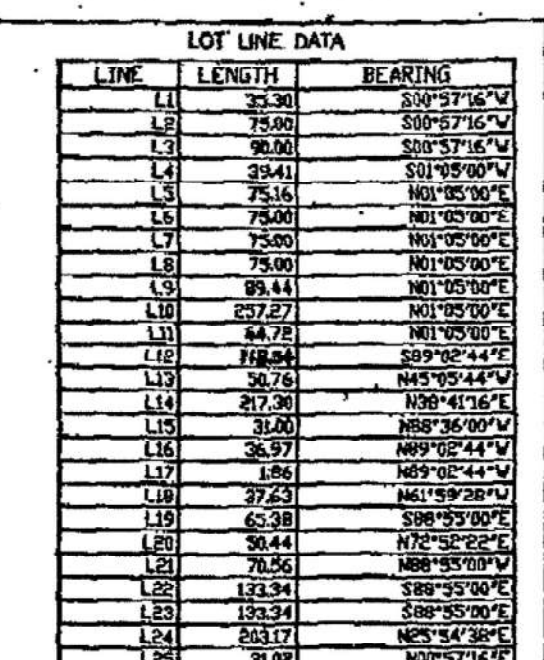 LOT LINE DATA
LINE LENGTH BEARING
L1 35.30 S00°57'16"W
L2 75.00 S00°57'16"W
L3 90.00 S00°57'16"W
L4 39.41 S01°05'00"W
L5 75.16 N01°05'00"E
L6 75.00 N01°05'00"E
L7 75.00 N01°05'00"E
L8 75.00 N01°05'00"E
L9 89.44 N01°05'00"E
L10 257.27 N01°05'00"E
L11 64.72 N01°05'00"E
L12 S89°02'44"E
L13 50.76 N45°05'44"W
L14 217.30 N38°41'16"E
L15 31.00 N88°36'00"W
L16 36.97 N89°02'44"W
L17 1.86 N89°02'44"W
L18 37.63 N61°59'28"W
L19 65.38 S88°55'00"E
L20 50.44 N72°52'22"E
L21 70.56 N88°55'00"W
L22 133.34 S88°55'00"E
L23 133.34 S88°55'00"E
L24 203.17 N25°54'38"E
L25 31.02 N00°57'16"E